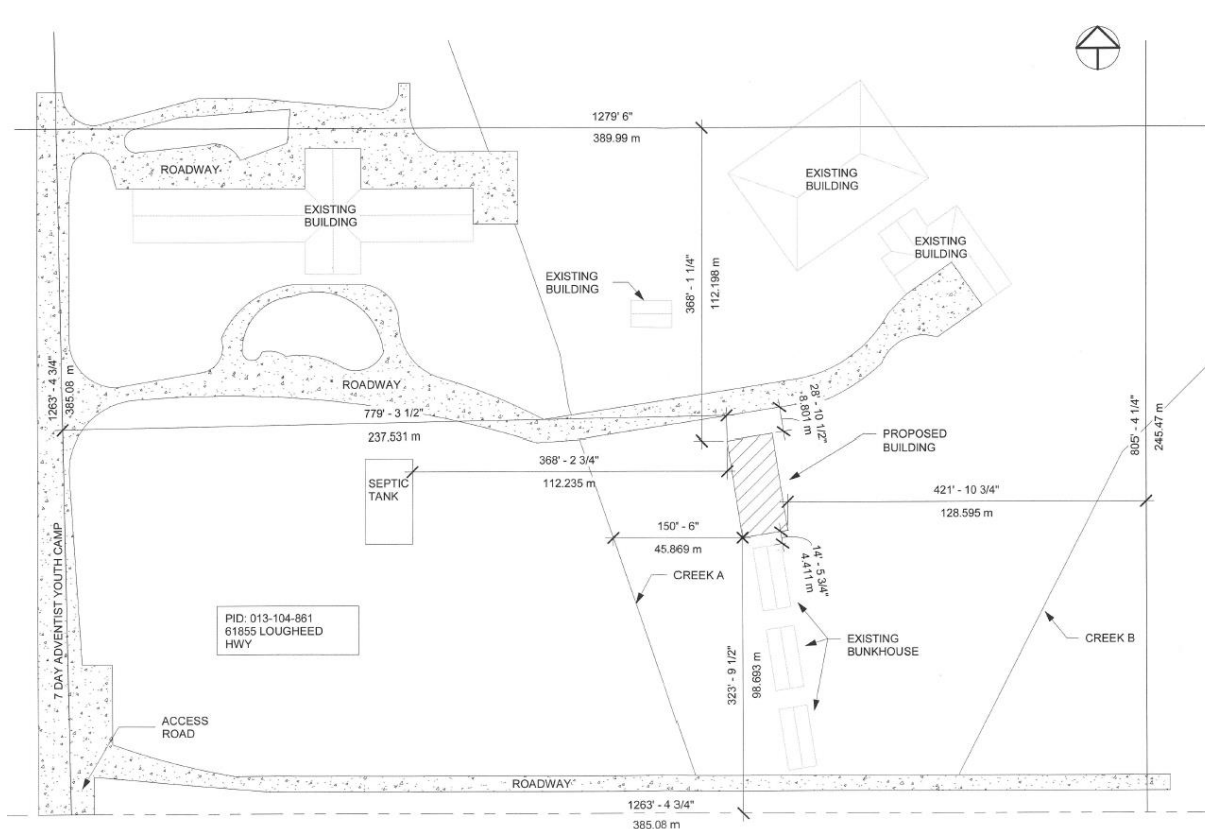 1279' 6"
389.99 m
ROADWAY
EXISTING
BUILDING
EXISTING
BUILDING
EXISTING
BUILDING
EXISTING
BUILDING
368' - 1 1/4"
112.198 m
1263' - 4 3/4"
385.08 m
ROADWAY
779' - 3 1/2"
237.531 m
28' - 10 1/2"
8.801 m
PROPOSED
BUILDING
805' - 4 1/4"
245.47 m
368' - 2 3/4"
112.235 m
SEPTIC
TANK
421' - 10 3/4"
128.595 m
150' - 6"
45.869 m
14' - 5 3/4"
4.411 m
CREEK A
PID: 013-104-861
61855 LOUGHEED
HWY
EXISTING
BUNKHOUSE
CREEK B
7 DAY ADVENTIST YOUTH CAMP
323' - 9 1/2"
98.693 m
ACCESS
ROAD
ROADWAY
1263' - 4 3/4"
385.08 m